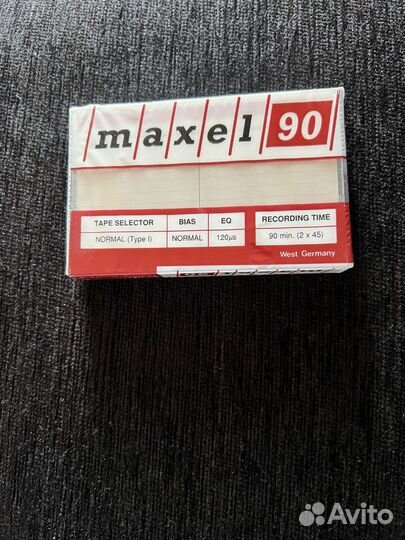 maxel 90
TAPE SELECTOR BIAS EQ RECORDING TIME
NORMAL (Type I) NORMAL 120µs 90 min. (2 x 45)
West Germany
Avito